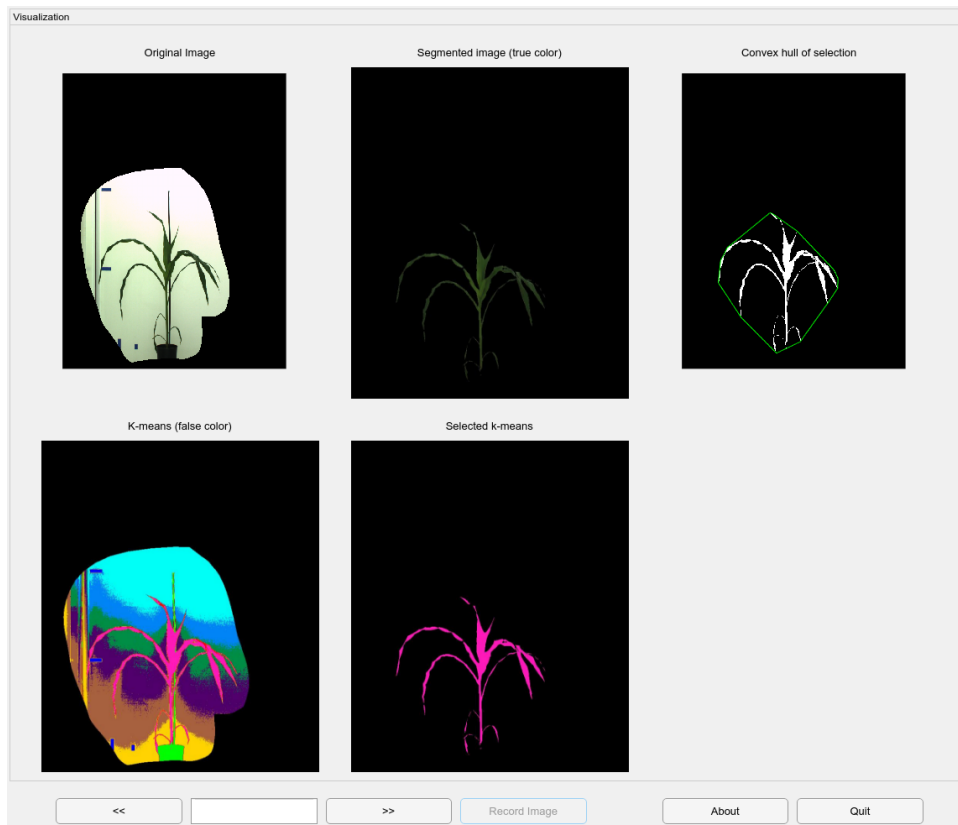 Visualization
Original Image
Segmented image (true color)
Convex hull of selection
K-means (false color)
Selected k-means
<<
>>
Record Image
About
Quit